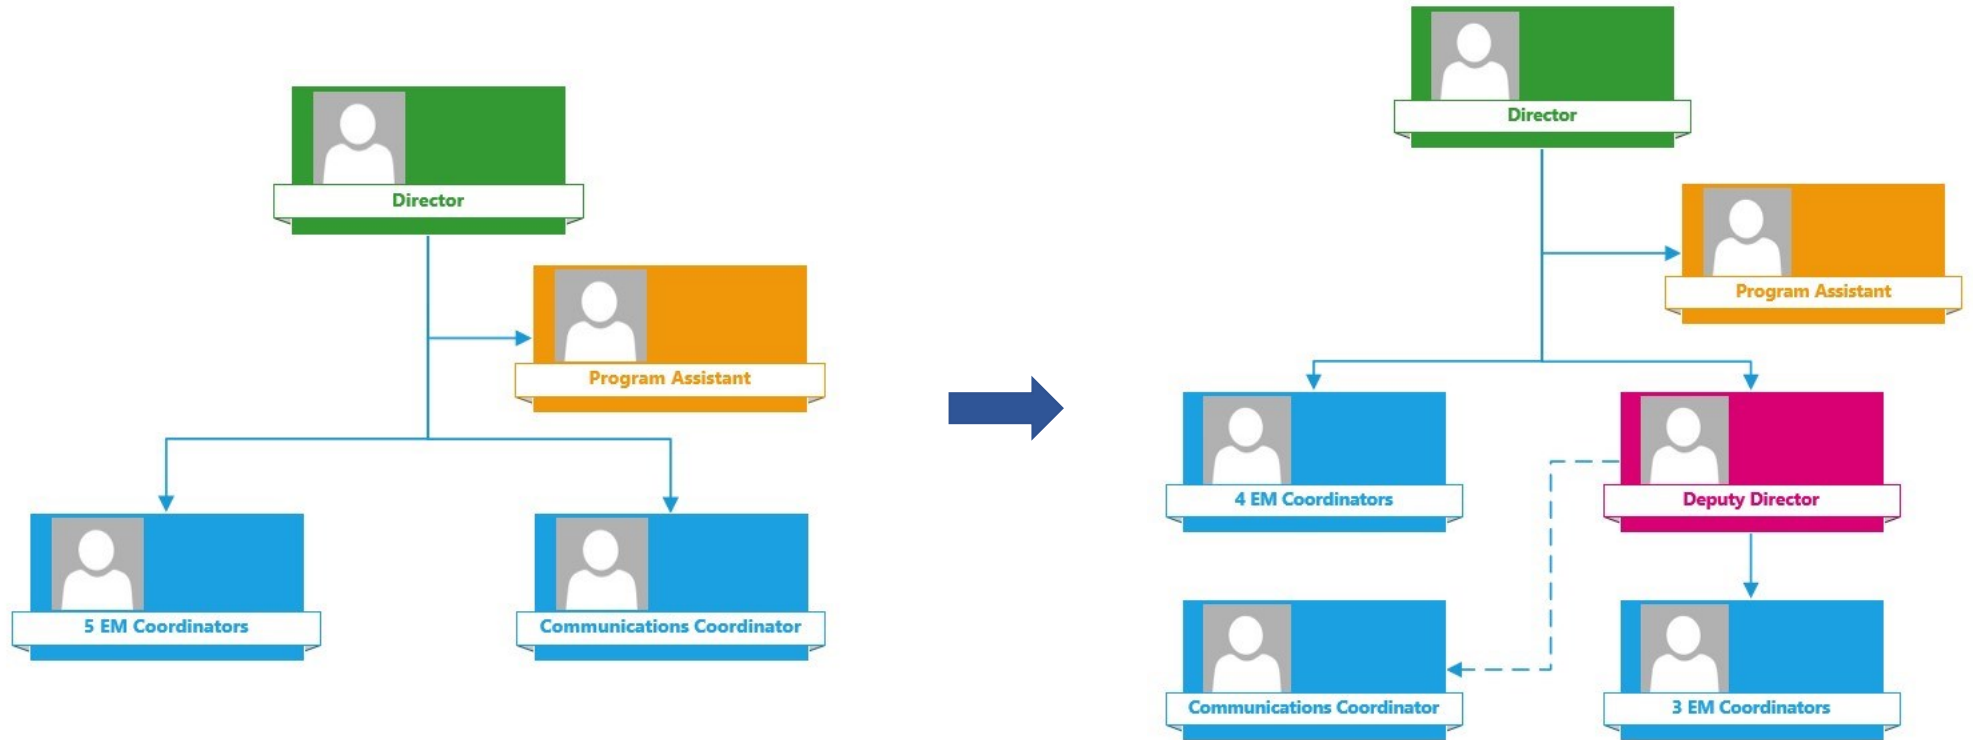 Director
Program Assistant
5 EM Coordinators
Communications Coordinator
Director
Program Assistant
4 EM Coordinators
Deputy Director
Communications Coordinator
3 EM Coordinators